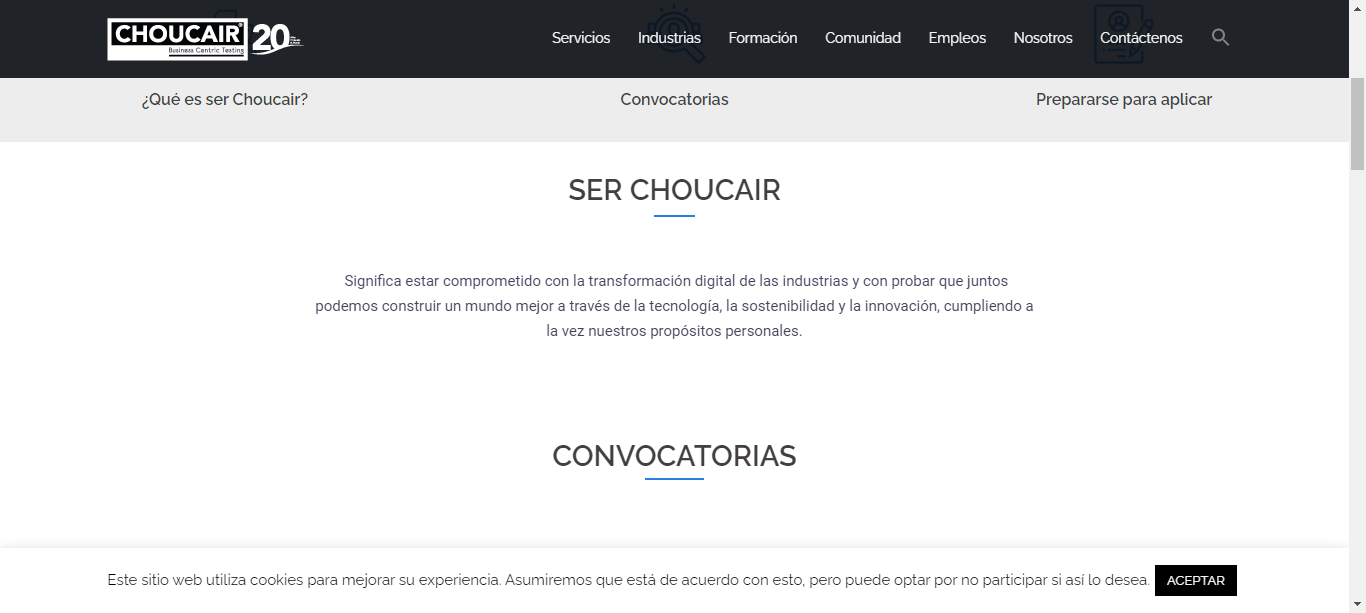 CHOUCAIR
Business Centric Testing
20
Servicios
Industrias
Formación
Comunidad
Empleos
Nosotros
Contáctenos
¿Qué es ser Choucair?
Convocatorias
Prepararse para aplicar
SER CHOUCAIR
Significa estar comprometido con la transformación digital de las industrias y con probar que juntos
podemos construir un mundo mejor a través de la tecnología, la sostenibilidad y la innovación, cumpliendo a
la vez nuestros propósitos personales.
CONVOCATORIAS
Este sitio web utiliza cookies para mejorar su experiencia. Asumiremos que está de acuerdo con esto, pero puede optar por no participar si así lo desea.
ACEPTAR